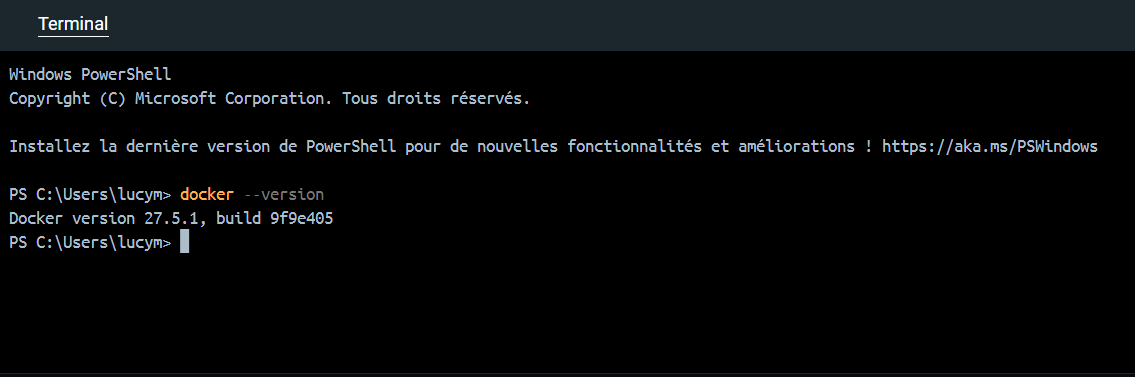 Terminal
Windows PowerShell
Copyright (C) Microsoft Corporation. Tous droits réservés.
Installez la dernière version de PowerShell pour de nouvelles fonctionnalités et améliorations ! https://aka.ms/PSWindows
PS C:\Users\lucym> docker --version
Docker version 27.5.1, build 9f9e405
PS C:\Users\lucym>